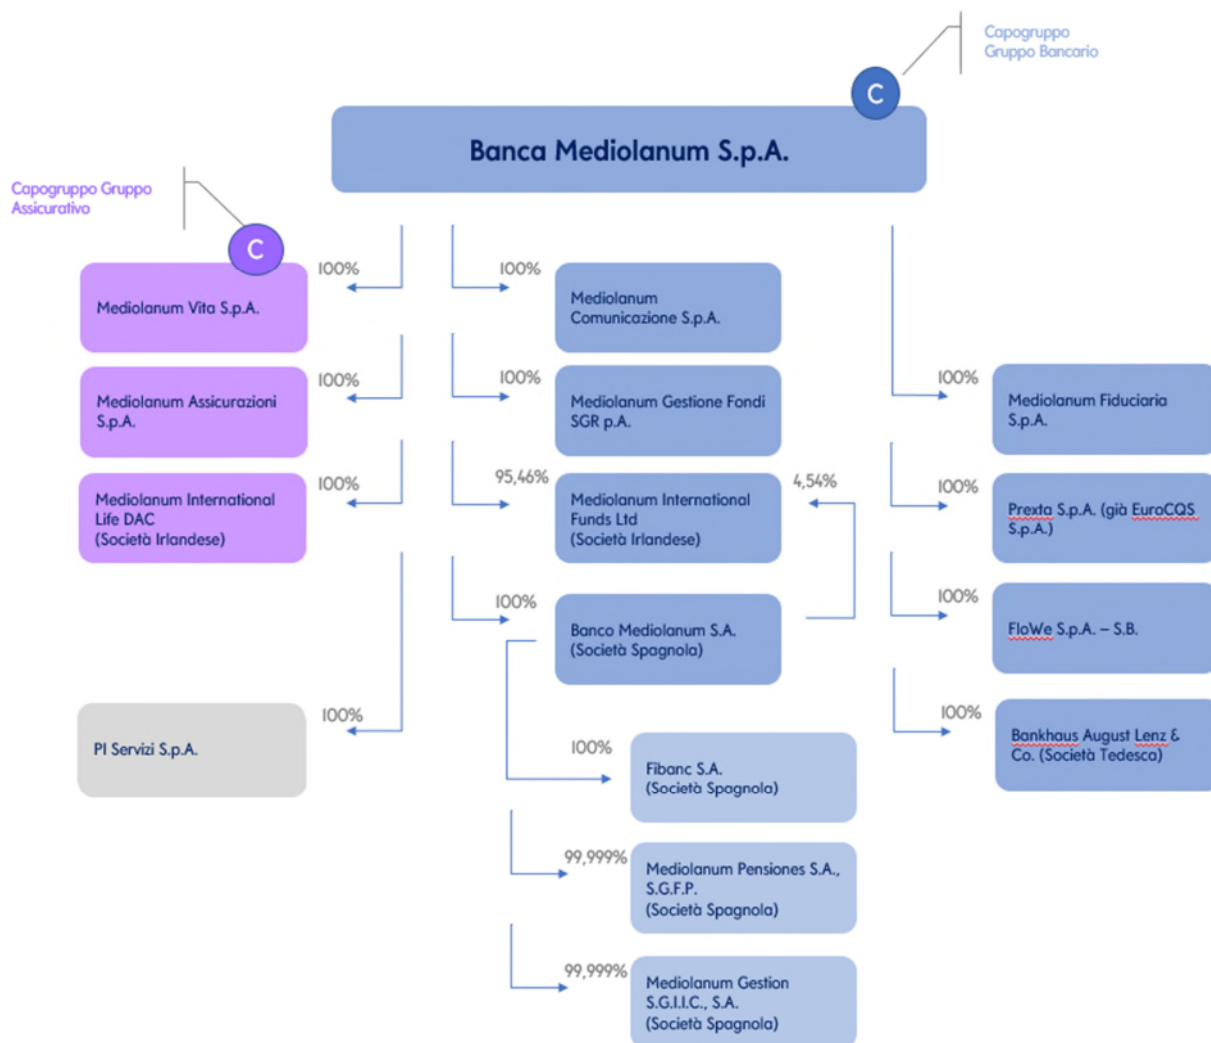 Capogruppo
Gruppo Bancario
C
Banca Mediolanum S.p.A.
Capogruppo Gruppo
Assicurativo
C
100%
Mediolanum Vita S.p.A.
100%
Mediolanum Assicurazioni
S.p.A.
100%
Mediolanum International
Life DAC
(Società Irlandese)
100%
PI Servizi S.p.A.
100%
Mediolanum
Comunicazione S.p.A.
100%
Mediolanum Gestione Fondi
SGR p.A.
95,46%
Mediolanum International
Funds Ltd
(Società Irlandese)
4,54%
100%
Banco Mediolanum S.A.
(Società Spagnola)
100%
Fibanc S.A.
(Società Spagnola)
99,999%
Mediolanum Pensiones S.A.,
S.G.F.P.
(Società Spagnola)
99,999%
Mediolanum Gestion
S.G.I.I.C., S.A.
(Società Spagnola)
100%
Mediolanum Fiduciaria
S.p.A.
100%
Prexta S.p.A. (già EuroCQS
S.p.A.)
100%
FloWe S.p.A. – S.B.
100%
Bankhaus August Lenz &
Co. (Società Tedesca)